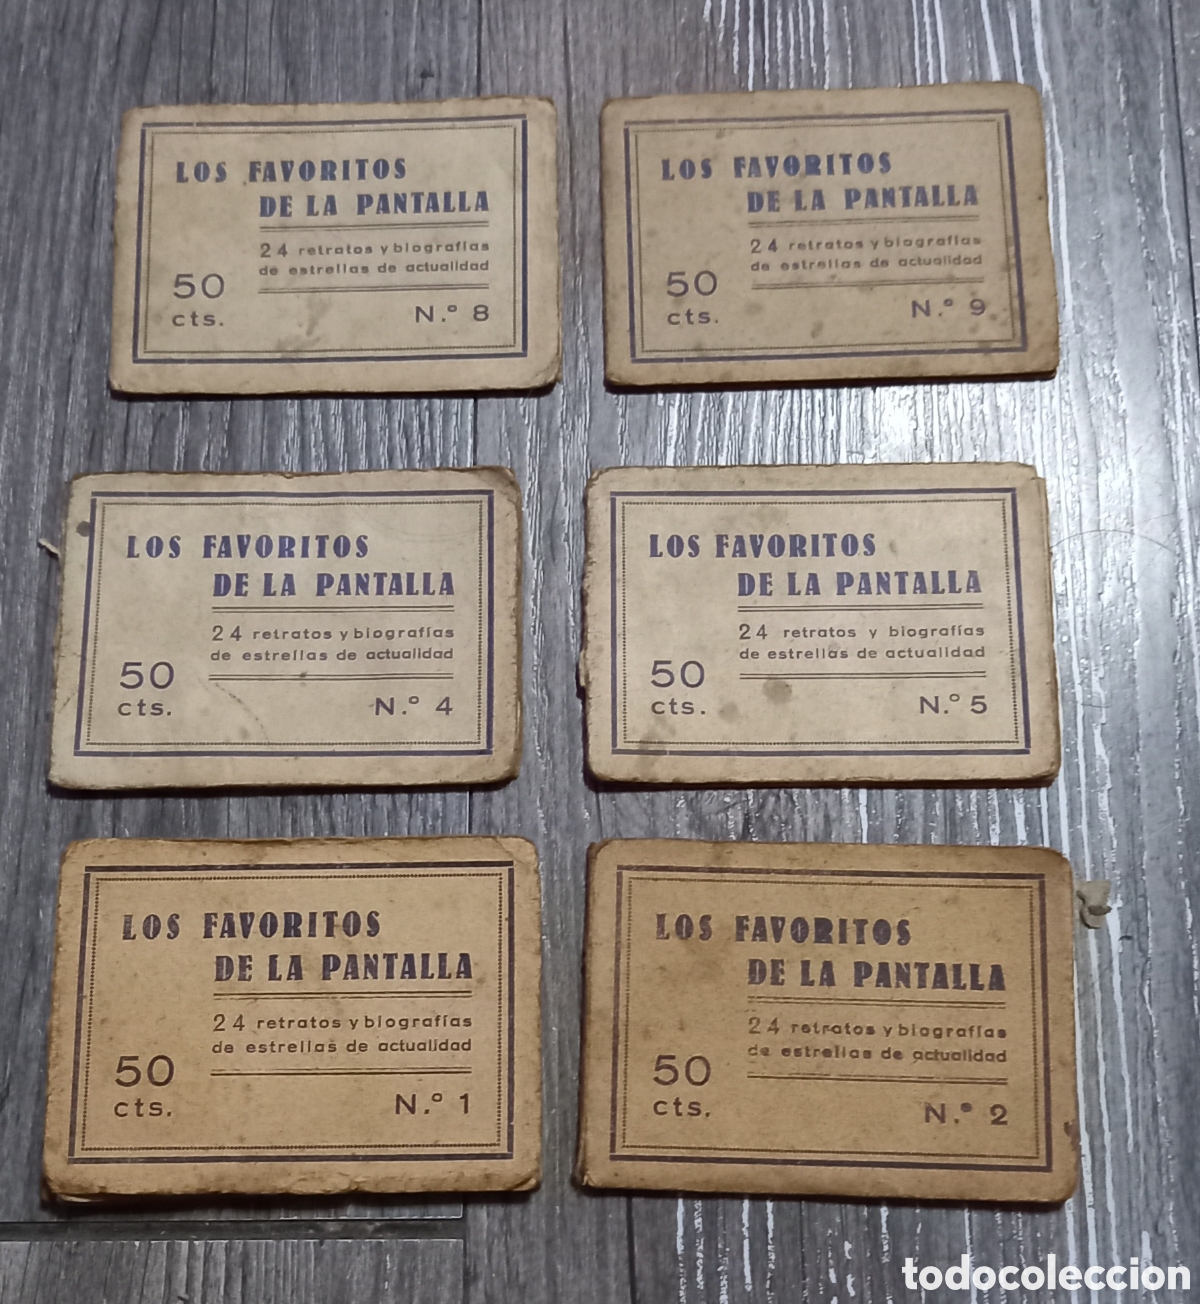 LOS FAVORITOS
DE LA PANTALLA
24 retratos y biografías
de estrellas de actualidad
50
cts.
N.º 8
LOS FAVORITOS
DE LA PANTALLA
24 retratos y biografías
de estrellas de actualidad
50
cts.
N.º 9
LOS FAVORITOS
DE LA PANTALLA
24 retratos y biografías
de estrellas de actualidad
50
cts.
N.º 4
LOS FAVORITOS
DE LA PANTALLA
24 retratos y biografías
de estrellas de actualidad
50
cts.
N.º 5
LOS FAVORITOS
DE LA PANTALLA
24 retratos y biografías
de estrellas de actualidad
50
cts.
N.º 1
LOS FAVORITOS
DE LA PANTALLA
24 retratos y biografías
de estrellas de actualidad
50
cts.
N.º 2
todocoleccion